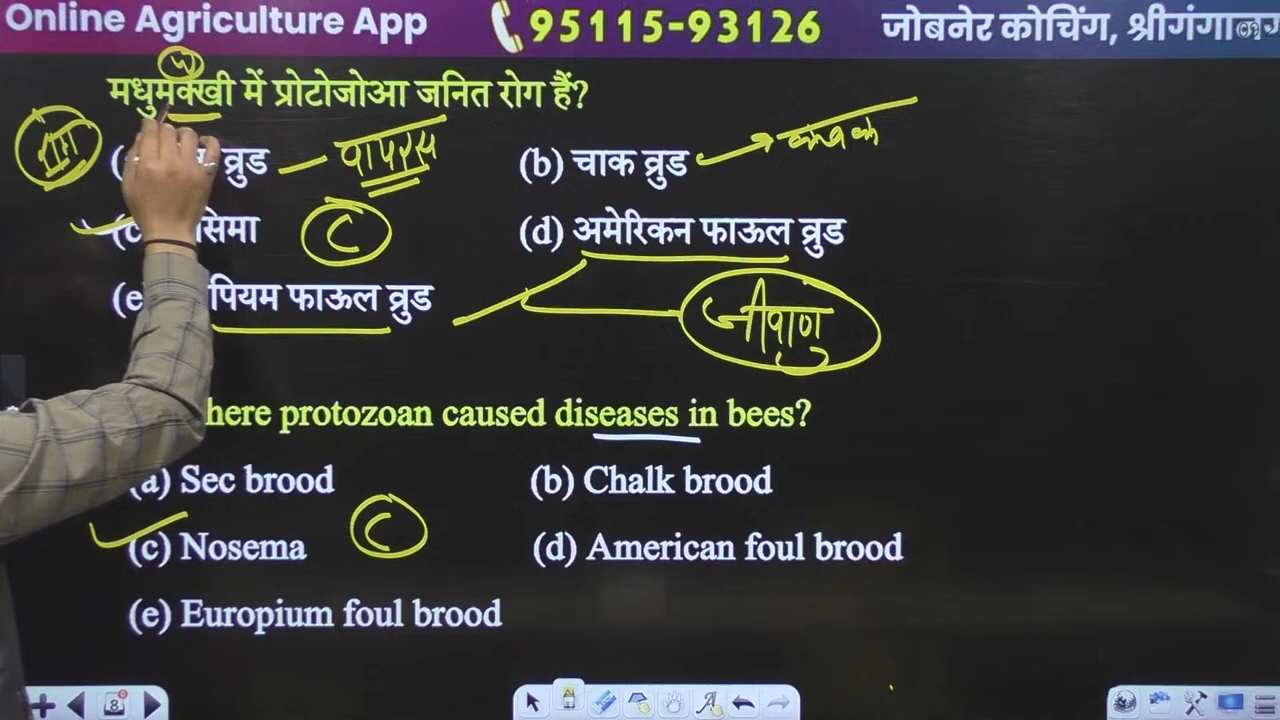 Online Agriculture App 95115-93126 जोबनेर कोचिंग, श्रीगंगा
मधुमक्खी में प्रोटोजोआ जनित रोग हैं?
रोग
व्रुड – वायरस (b) चाक व्रुड → कवक
(c सिमा C (d) अमेरिकन फाऊल व्रुड
(e पियम फाऊल व्रुड जीवाणु
here protozoan caused diseases in bees?
(a) Sec brood (b) Chalk brood
(c) Nosema C (d) American foul brood
(e) Europium foul brood